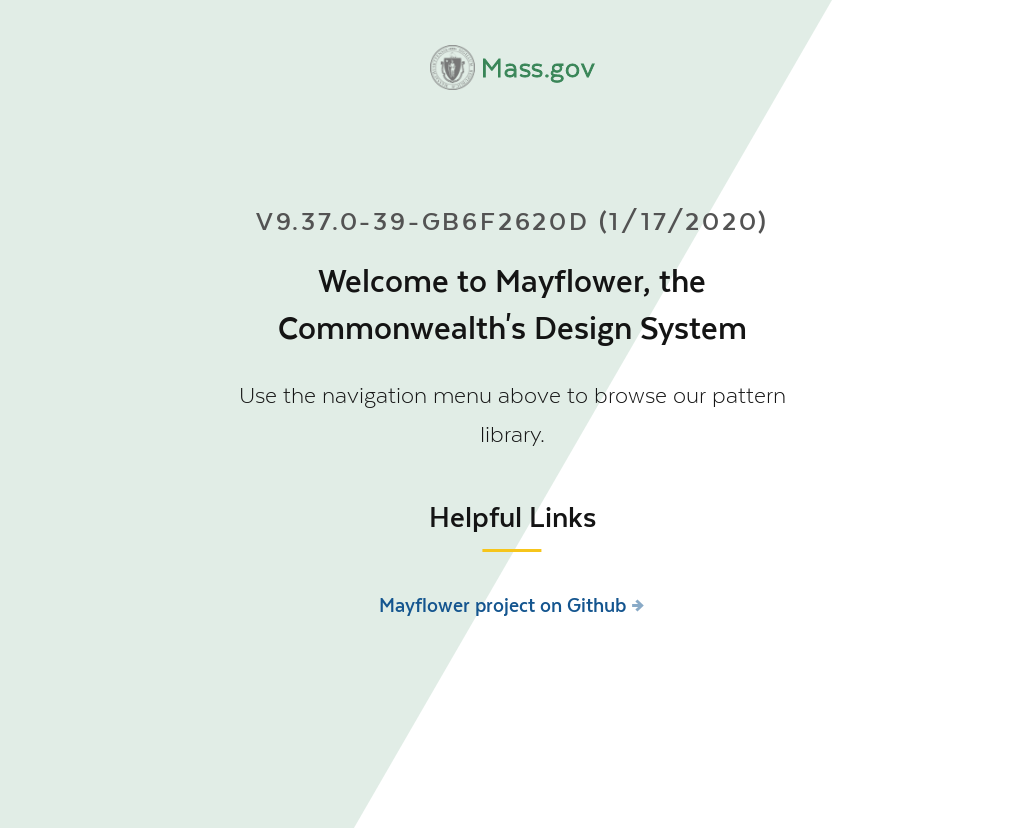 Mass.gov
V9.37.0-39-GB6F2620D (1/17/2020)
Welcome to Mayflower, the
Commonwealth's Design System
Use the navigation menu above to browse our pattern
library.
Helpful Links
Mayflower project on Github